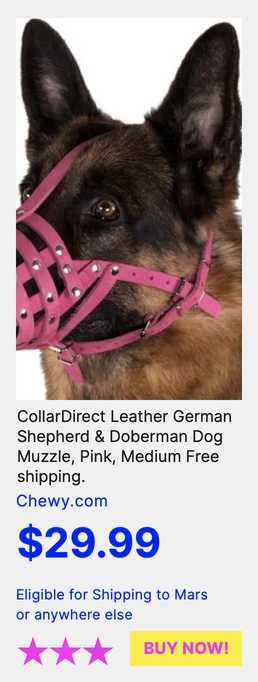 CollarDirect Leather German
Shepherd & Doberman Dog
Muzzle, Pink, Medium Free
shipping.
Chewy.com
$29.99
Eligible for Shipping to Mars
or anywhere else
BUY NOW!